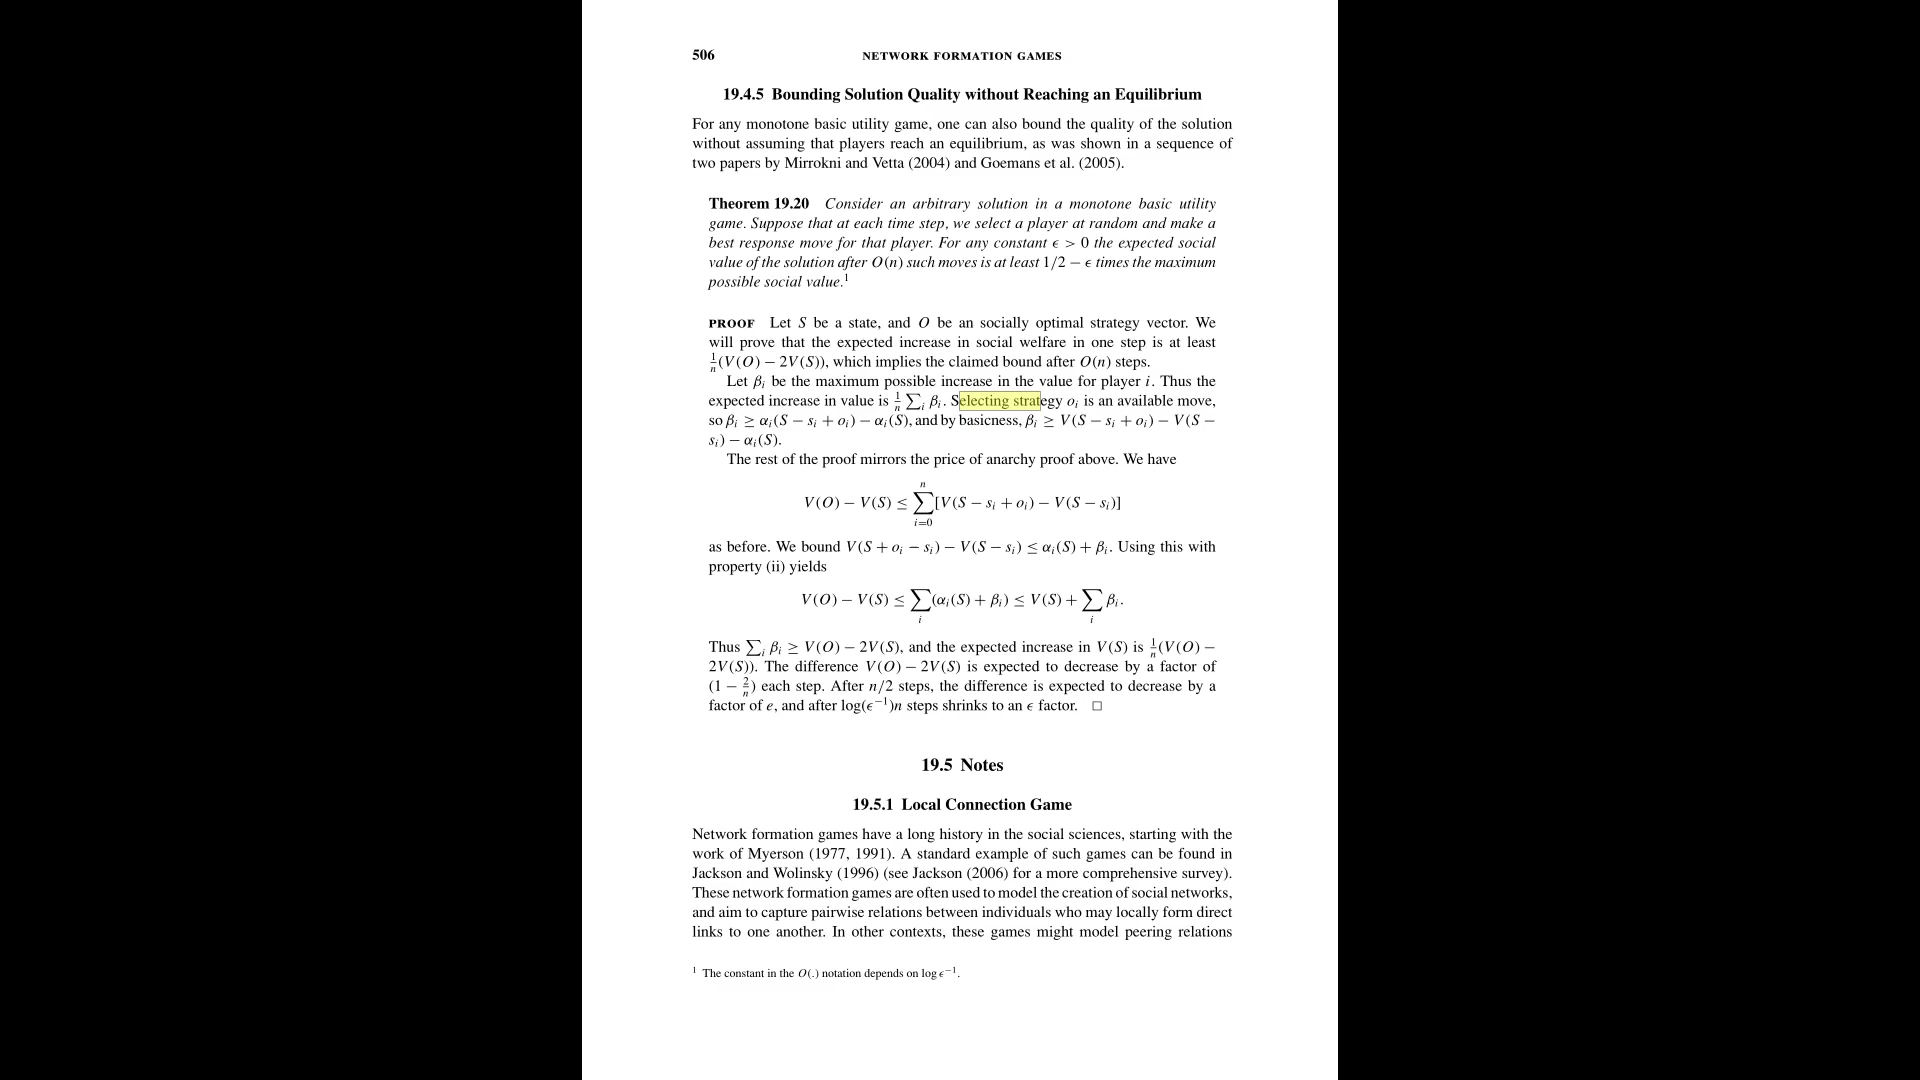 506 NETWORK FORMATION GAMES
19.4.5 Bounding Solution Quality without Reaching an Equilibrium
For any monotone basic utility game, one can also bound the quality of the solution
without assuming that players reach an equilibrium, as was shown in a sequence of
two papers by Mirrokni and Vetta (2004) and Goemans et al. (2005).
Theorem 19.20 Consider an arbitrary solution in a monotone basic utility
game. Suppose that at each time step, we select a player at random and make a
best response move for that player. For any constant ϵ > 0 the expected social
value of the solution after O(n) such moves is at least 1/2 − ϵ times the maximum
possible social value.¹
PROOF Let S be a state, and O be an socially optimal strategy vector. We
will prove that the expected increase in social welfare in one step is at least
1/n (V(O) − 2V(S)), which implies the claimed bound after O(n) steps.
Let βᵢ be the maximum possible increase in the value for player i. Thus the
expected increase in value is 1/n ∑ᵢ βᵢ. Selecting strategy oᵢ is an available move,
so βᵢ ≥ αᵢ(S − sᵢ + oᵢ) − αᵢ(S), and by basicness, βᵢ ≥ V(S − sᵢ + oᵢ) − V(S −
sᵢ) − αᵢ(S).
The rest of the proof mirrors the price of anarchy proof above. We have
V(O) − V(S) ≤ ∑_{i=0}^{n} [V(S − sᵢ + oᵢ) − V(S − sᵢ)]
as before. We bound V(S + oᵢ − sᵢ) − V(S − sᵢ) ≤ αᵢ(S) + βᵢ. Using this with
property (ii) yields
V(O) − V(S) ≤ ∑ᵢ (αᵢ(S) + βᵢ) ≤ V(S) + ∑ᵢ βᵢ.
Thus ∑ᵢ βᵢ ≥ V(O) − 2V(S), and the expected increase in V(S) is 1/n (V(O) −
2V(S)). The difference V(O) − 2V(S) is expected to decrease by a factor of
(1 − 2/n) each step. After n/2 steps, the difference is expected to decrease by a
factor of e, and after log(ϵ⁻¹)n steps shrinks to an ϵ factor. □
19.5 Notes
19.5.1 Local Connection Game
Network formation games have a long history in the social sciences, starting with the
work of Myerson (1977, 1991). A standard example of such games can be found in
Jackson and Wolinsky (1996) (see Jackson (2006) for a more comprehensive survey).
These network formation games are often used to model the creation of social networks,
and aim to capture pairwise relations between individuals who may locally form direct
links to one another. In other contexts, these games might model peering relations
¹ The constant in the O(.) notation depends on log ϵ⁻¹.